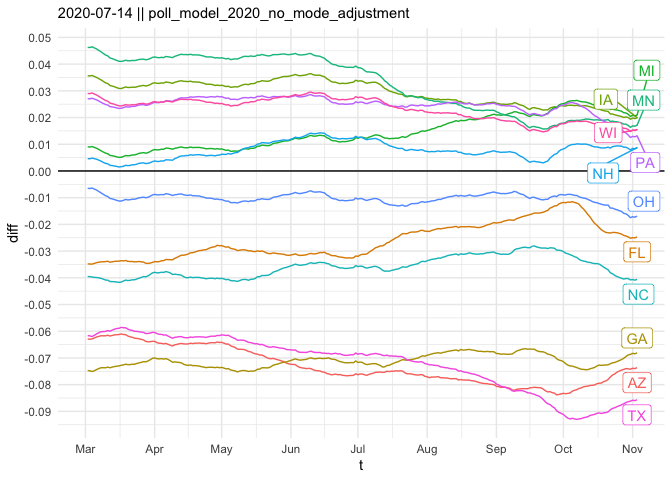 2020-07-14 || poll_model_2020_no_mode_adjustment
diff
0.05
0.04
0.03
0.02
0.01
0.00
-0.01
-0.02
-0.03
-0.04
-0.05
-0.06
-0.07
-0.08
-0.09
MI
IA
MN
WI
PA
NH
OH
FL
NC
GA
AZ
TX
Mar Apr May Jun Jul Aug Sep Oct Nov
t